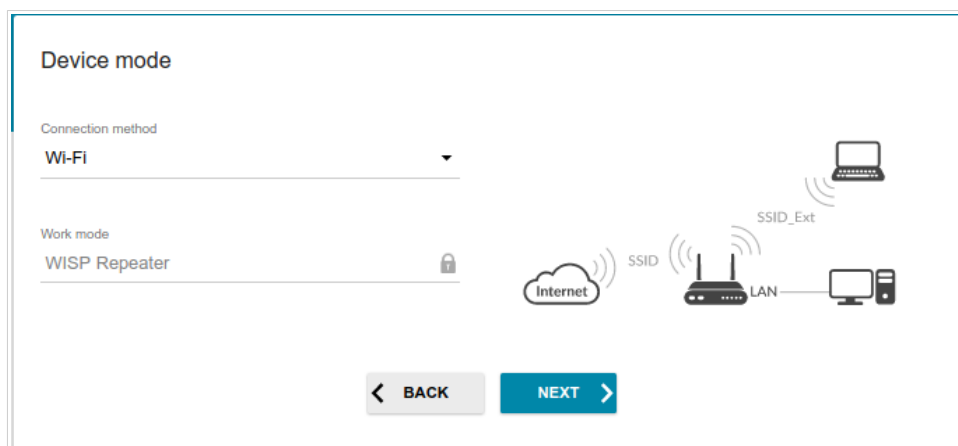 Device mode
Connection method
Wi-Fi
Work mode
WISP Repeater
SSID_Ext
SSID
Internet
LAN
BACK
NEXT